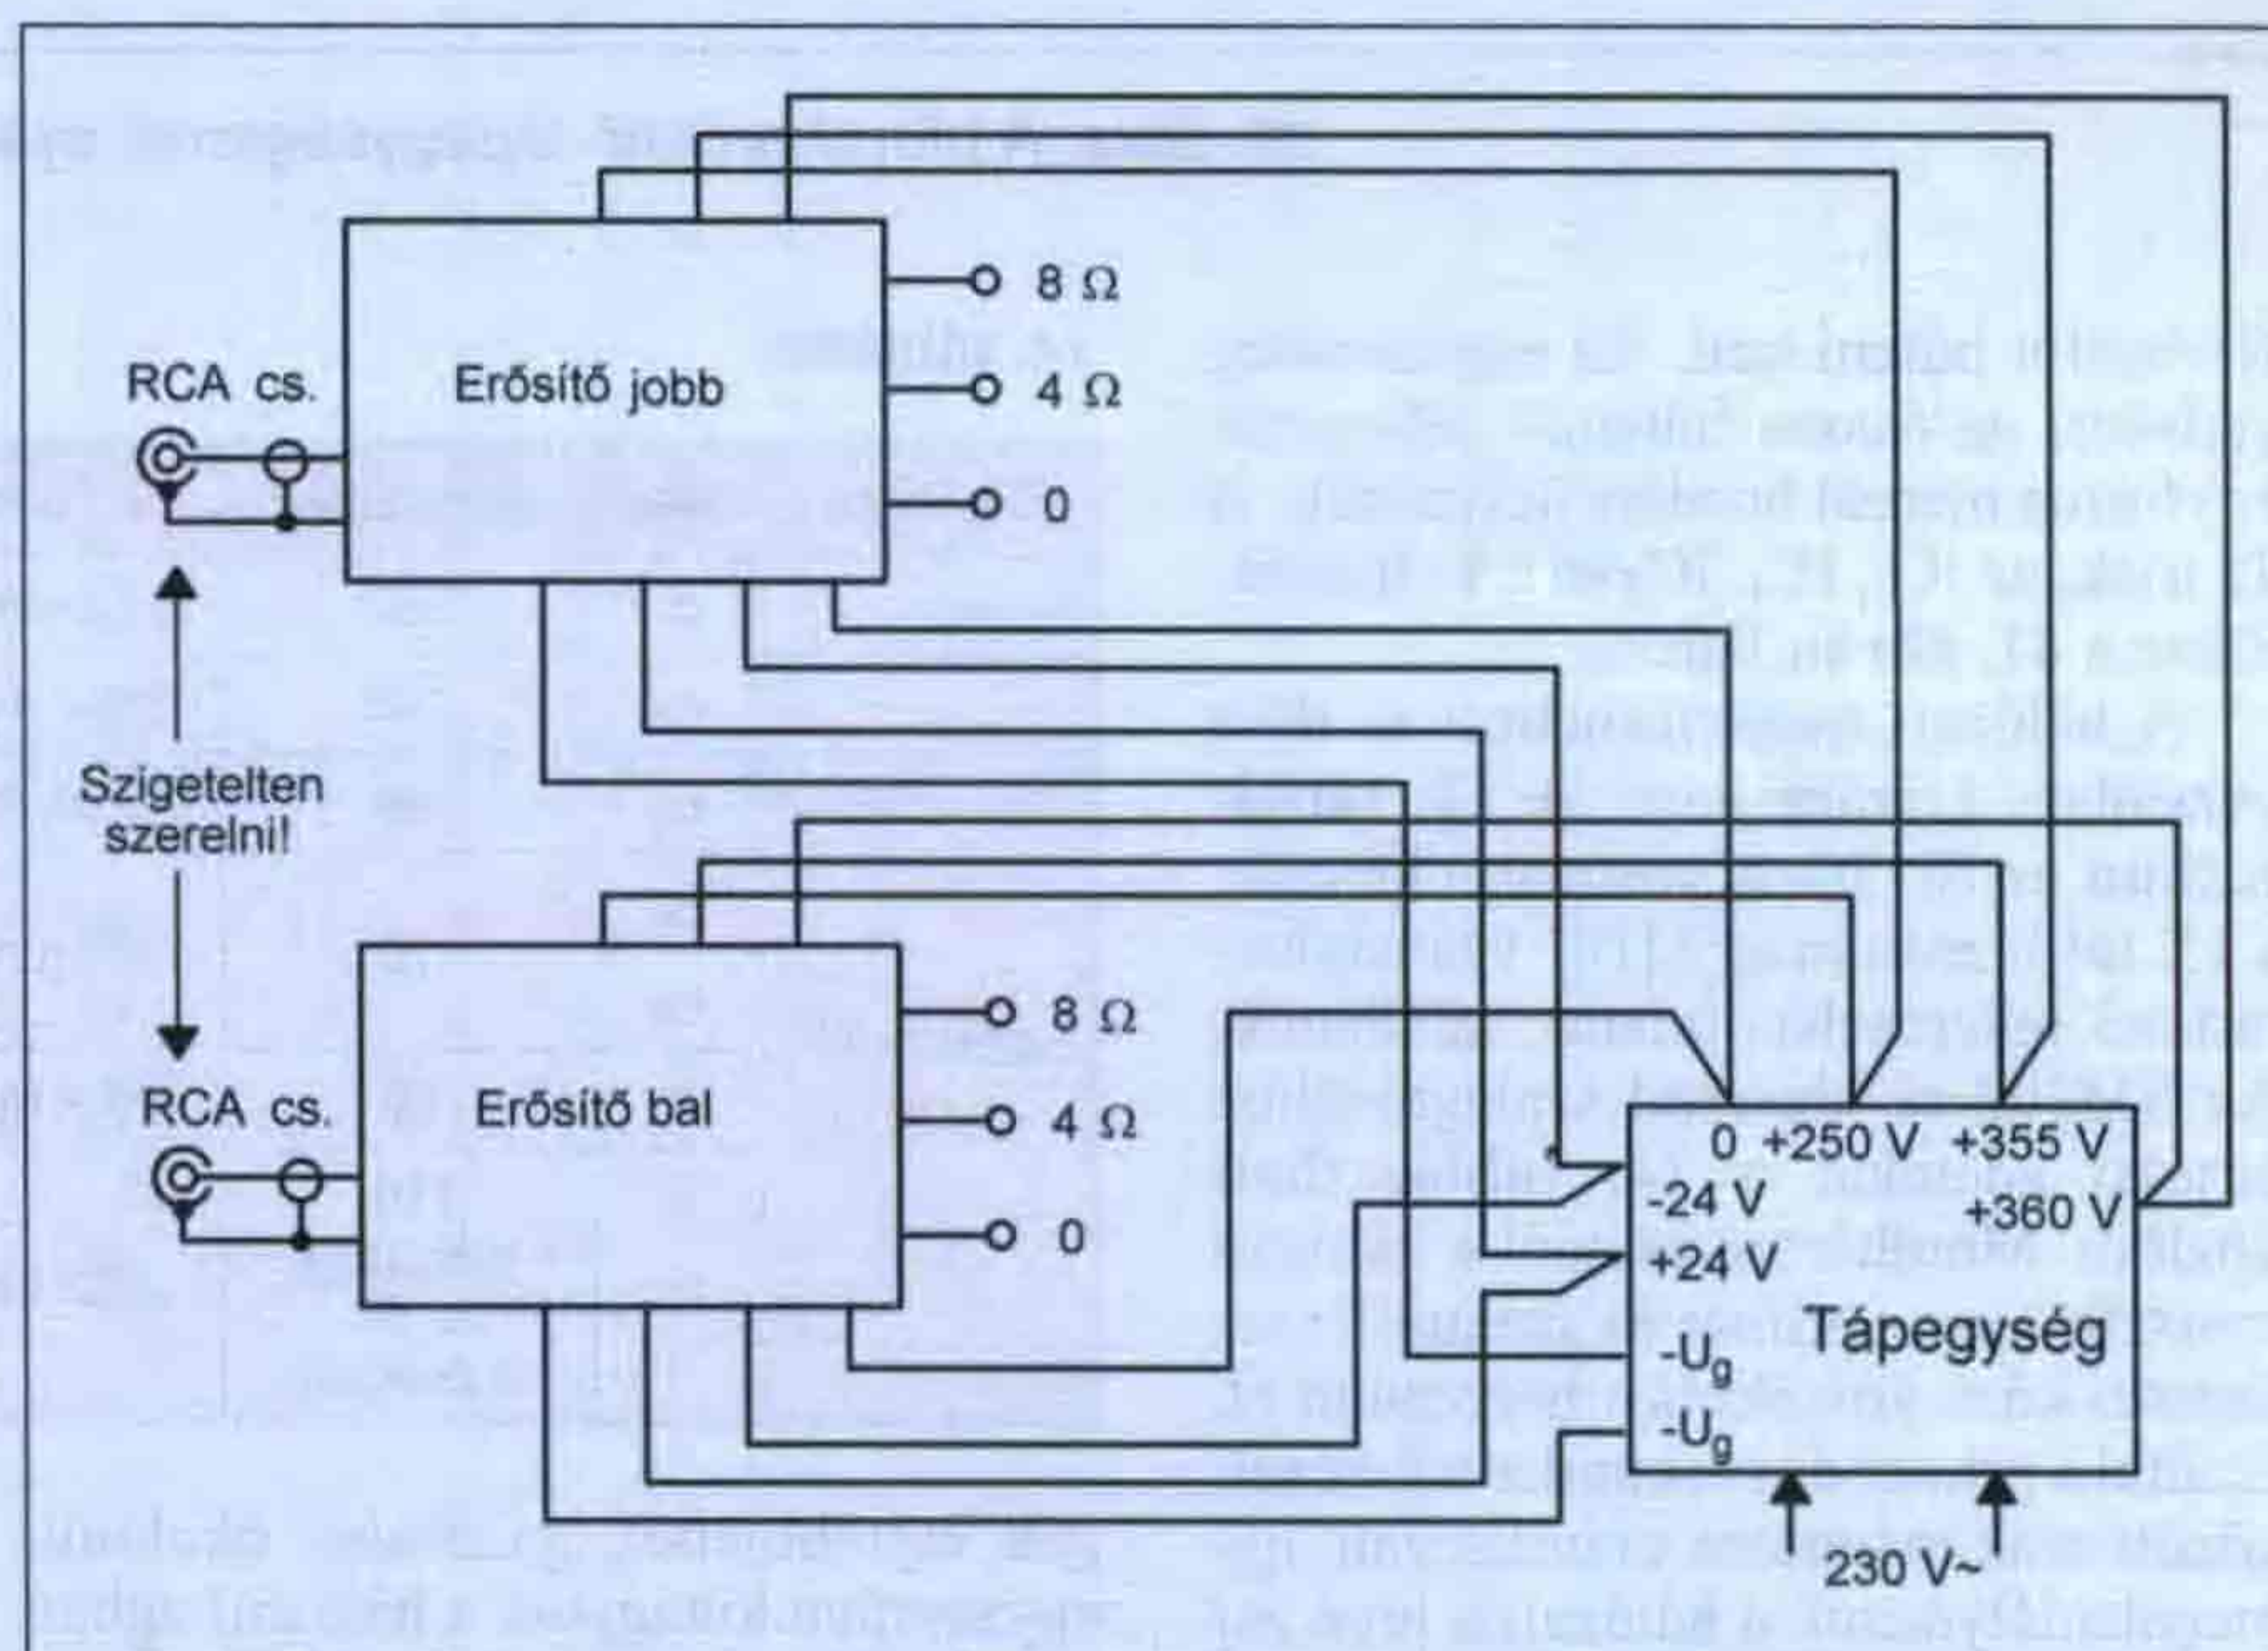 8 Ω
RCA cs.
Erősítő jobb
4 Ω
0
Szigetelten
szerelni!
8 Ω
RCA cs.
Erősítő bal
4 Ω
0
0 +250 V +355 V
-24 V
+360 V
+24 V
Tápegység
-Ug
-Ug
230 V~